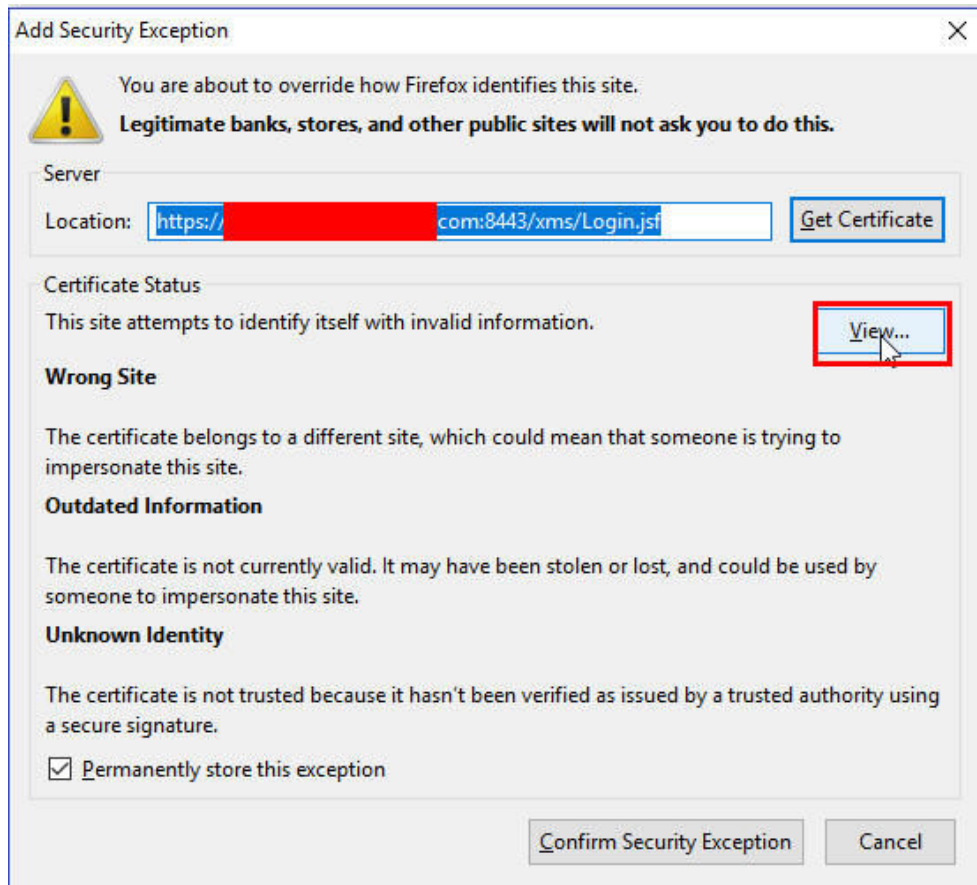 Add Security Exception
You are about to override how Firefox identifies this site.
Legitimate banks, stores, and other public sites will not ask you to do this.
Server
Location: https:// com:8443/xms/Login.jsf Get Certificate
Certificate Status
This site attempts to identify itself with invalid information.
View...
Wrong Site
The certificate belongs to a different site, which could mean that someone is trying to
impersonate this site.
Outdated Information
The certificate is not currently valid. It may have been stolen or lost, and could be used by
someone to impersonate this site.
Unknown Identity
The certificate is not trusted because it hasn't been verified as issued by a trusted authority using
a secure signature.
Permanently store this exception
Confirm Security Exception Cancel